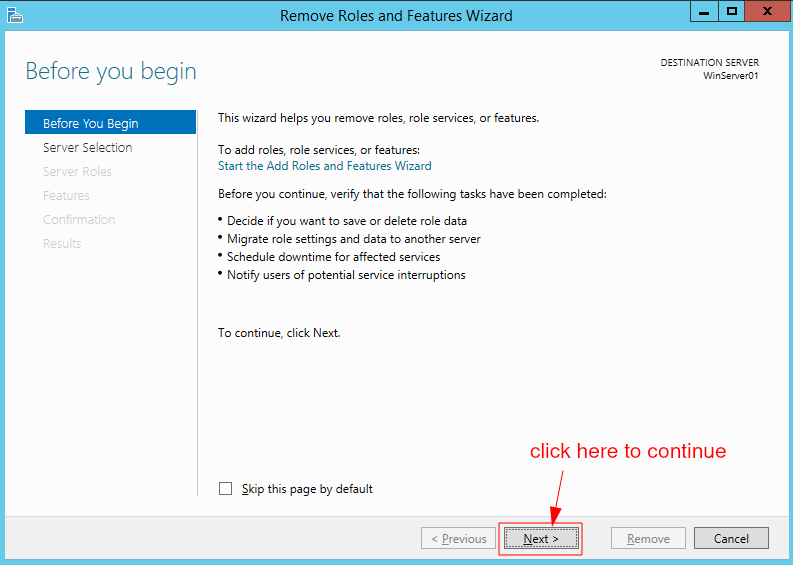 Remove Roles and Features Wizard
Before you begin
DESTINATION SERVER
WinServer01
Before You Begin
Server Selection
Server Roles
Features
Confirmation
Results
This wizard helps you remove roles, role services, or features.
To add roles, role services, or features:
Start the Add Roles and Features Wizard
Before you continue, verify that the following tasks have been completed:
• Decide if you want to save or delete role data
• Migrate role settings and data to another server
• Schedule downtime for affected services
• Notify users of potential service interruptions
To continue, click Next.
click here to continue
Skip this page by default
< Previous
Next >
Remove
Cancel